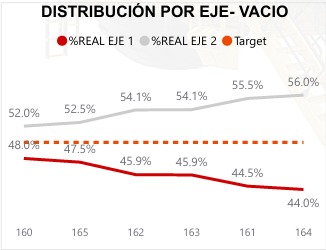 DISTRIBUCIÓN POR EJE- VACIO
%REAL EJE 1 %REAL EJE 2 Target
52.0% 52.5% 54.1% 54.1% 55.5% 56.0%
48.0% 47.5% 45.9% 45.9% 44.5% 44.0%
160 165 162 163 161 164